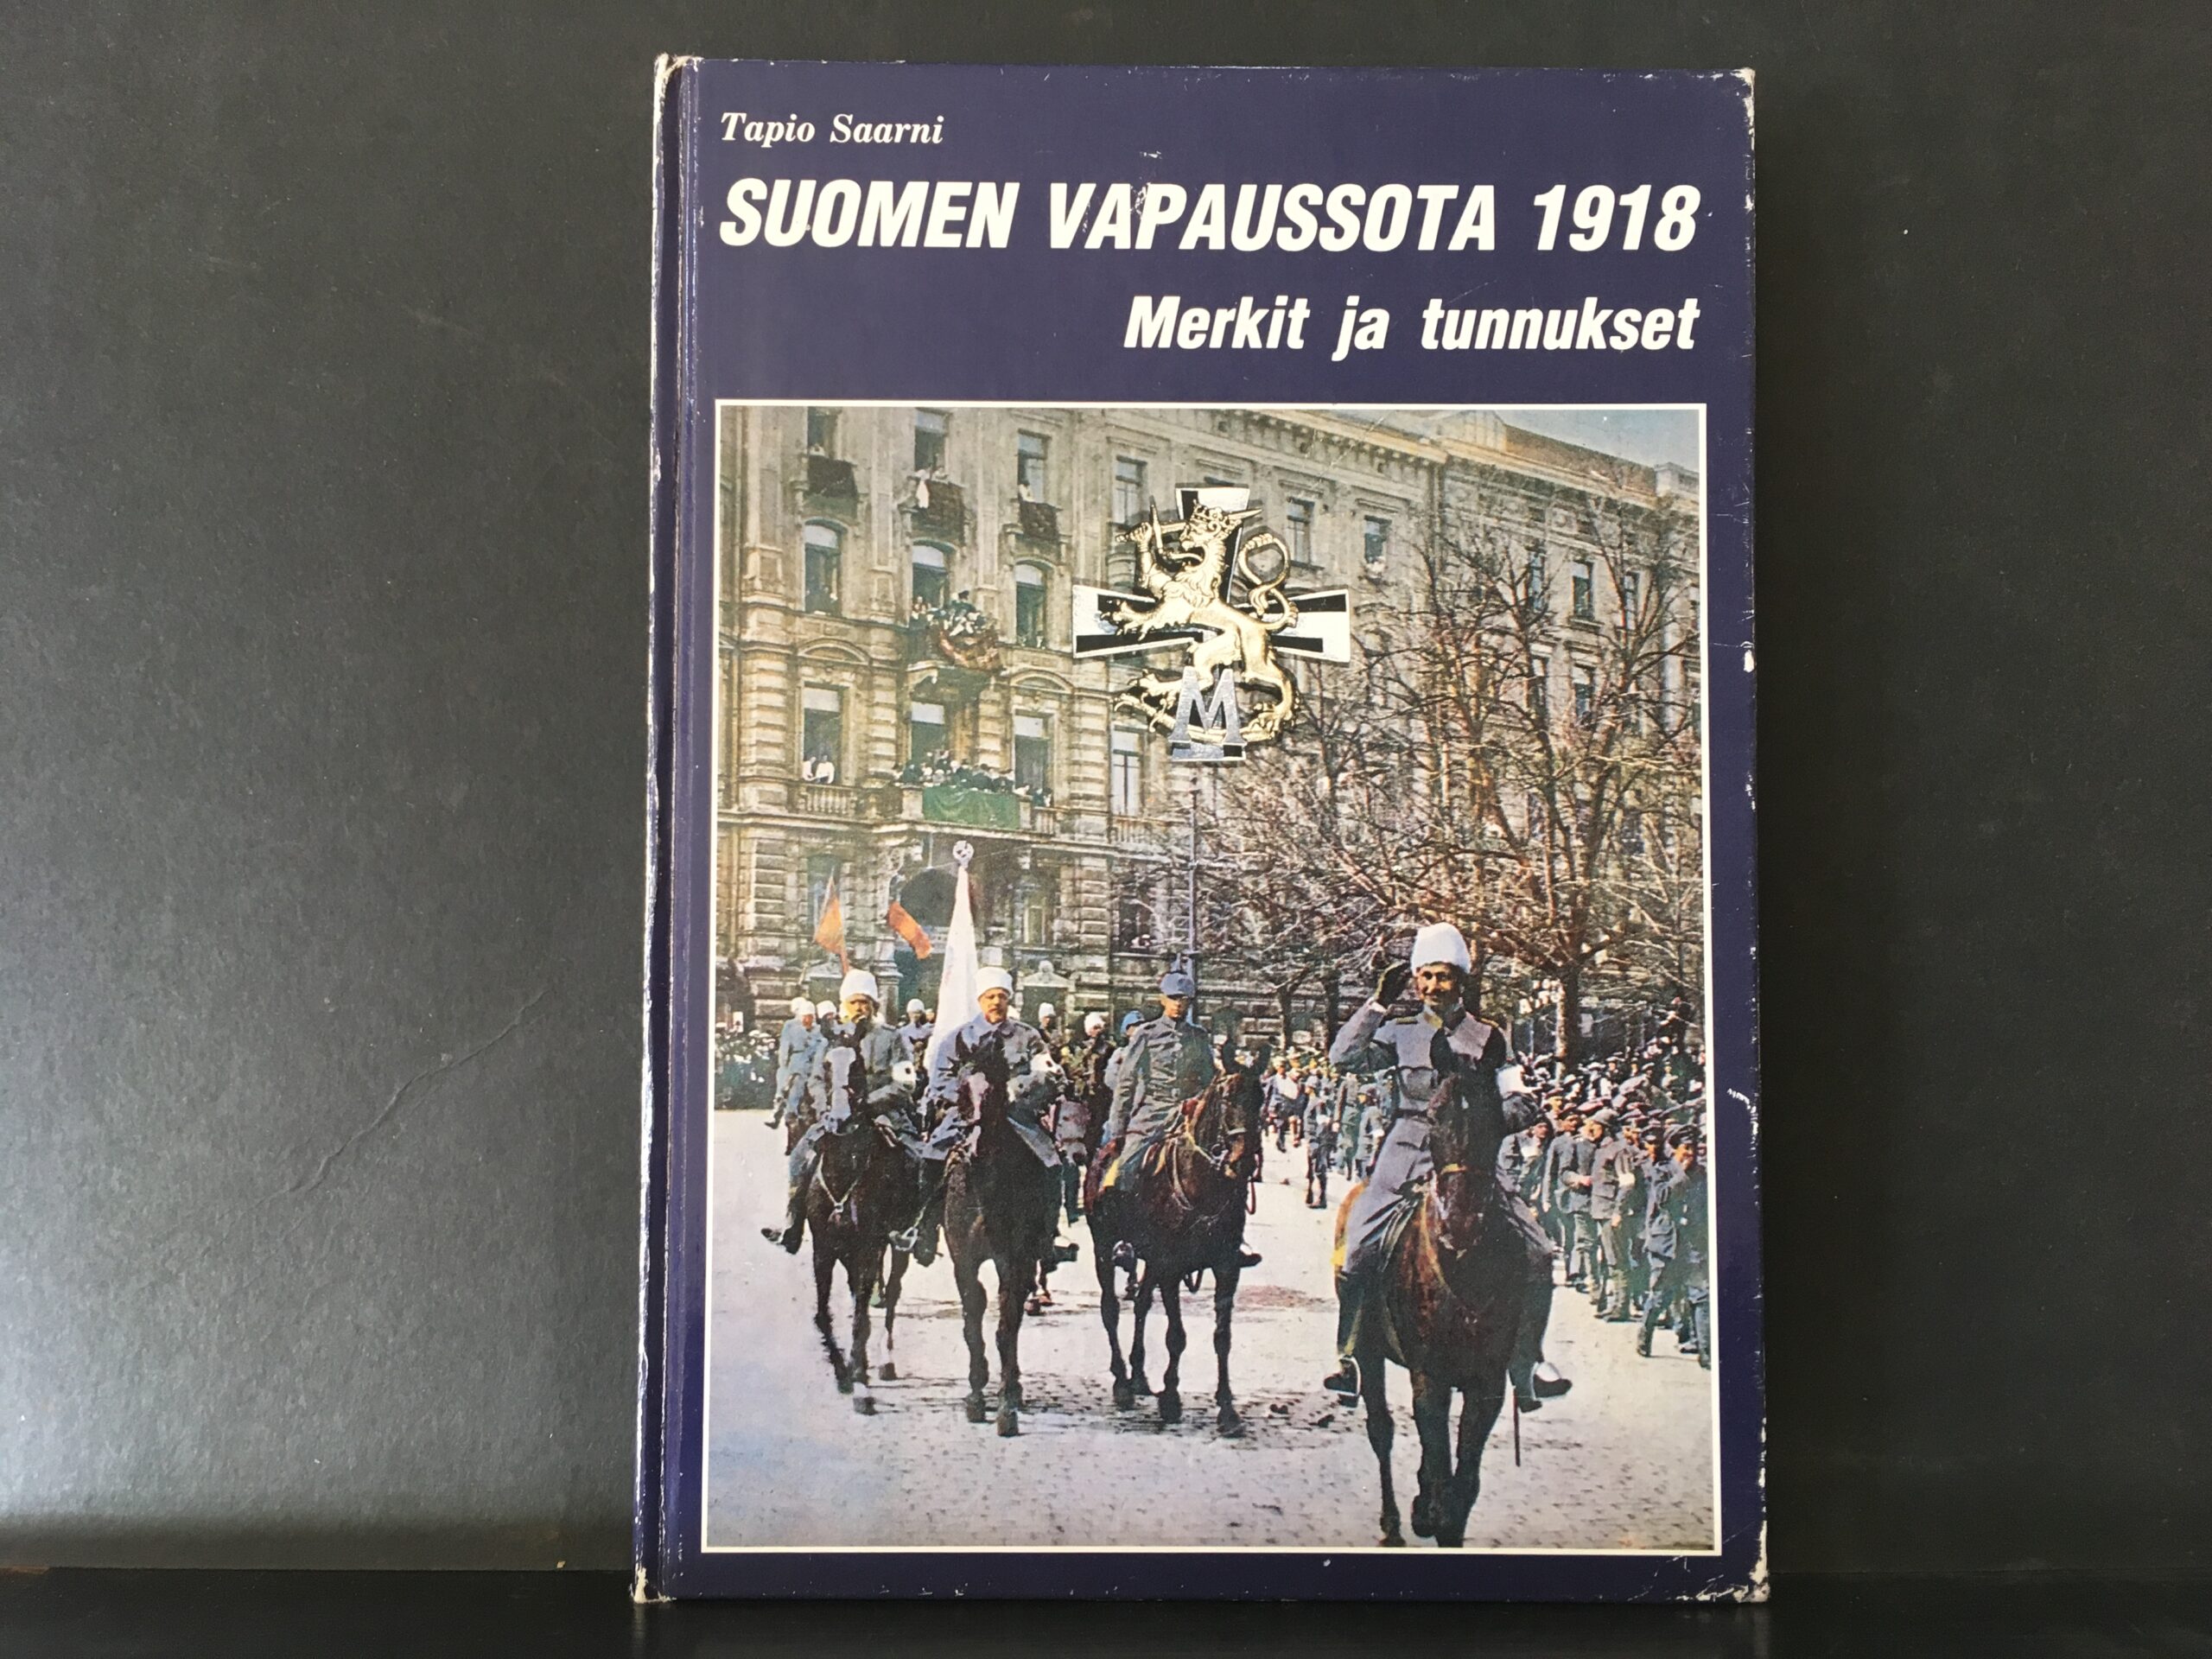 Tapio Saarni
SUOMEN VAPAUSSOTA 1918
Merkit ja tunnukset
M